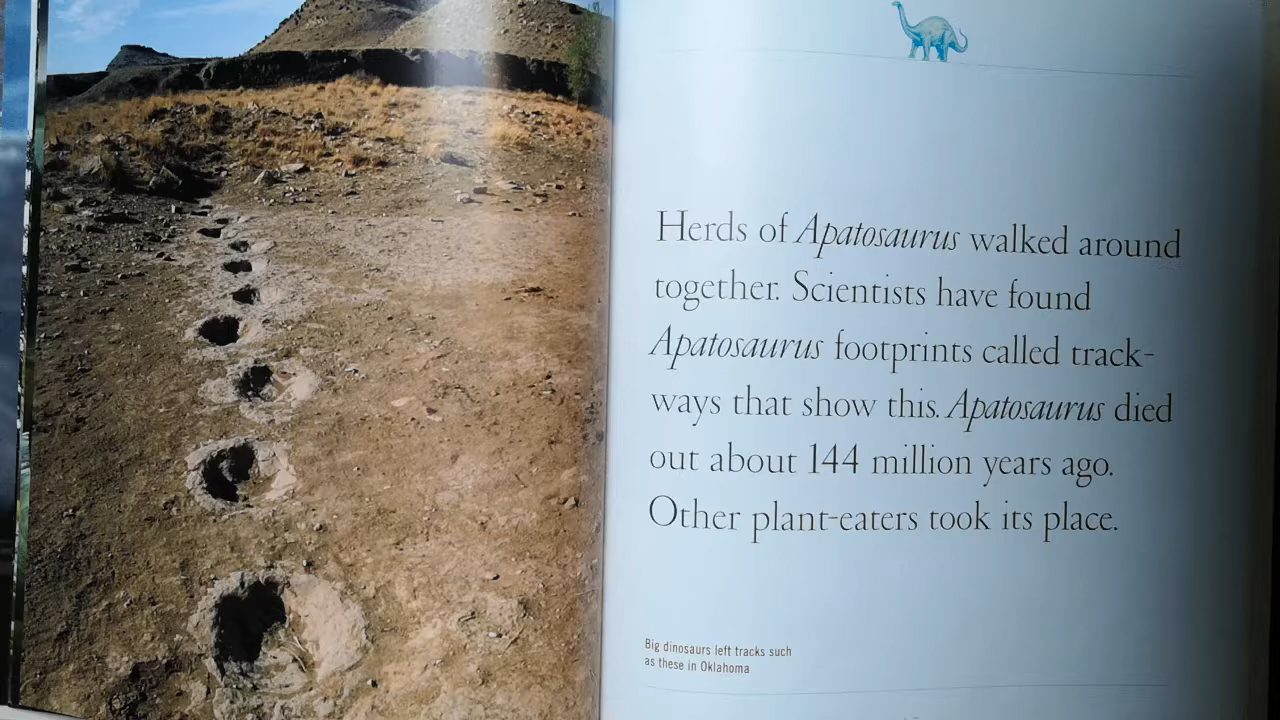 Herds of Apatosaurus walked around
together. Scientists have found
Apatosaurus footprints called track-
ways that show this. Apatosaurus died
out about 144 million years ago.
Other plant-eaters took its place.
Big dinosaurs left tracks such
as these in Oklahoma